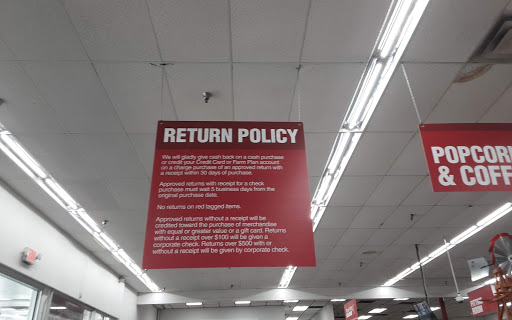 RETURN POLICY
We will gladly give cash back on a cash purchase
or credit your Credit Card or Farm Plan account
on a charge purchase of an approved return with
a receipt within 30 days of purchase.
Approved returns with receipt for a check
purchase must wait 5 business days from the
original purchase date.
No returns on red tagged items.
Approved returns without a receipt will be
credited toward the purchase of merchandise
with equal or greater value or a gift card. Returns
without a receipt over $100 will be given a
corporate check. Returns over $500 with or
without a receipt will be given by corporate check.
POPCOR
& COFF